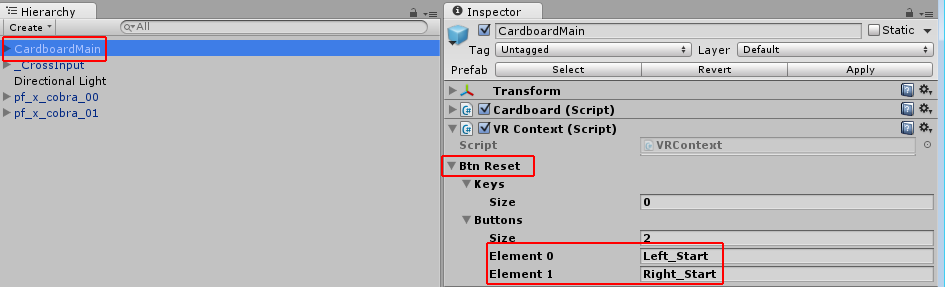 Hierarchy
Create
All
CardboardMain
_CrossInput
Directional Light
pf_x_cobra_00
pf_x_cobra_01
Inspector
CardboardMain
Static
Tag Untagged Layer Default
Prefab Select Revert Apply
Transform
Cardboard (Script)
VR Context (Script)
Script VRContext
Btn Reset
Keys
Size 0
Buttons
Size 2
Element 0 Left_Start
Element 1 Right_Start